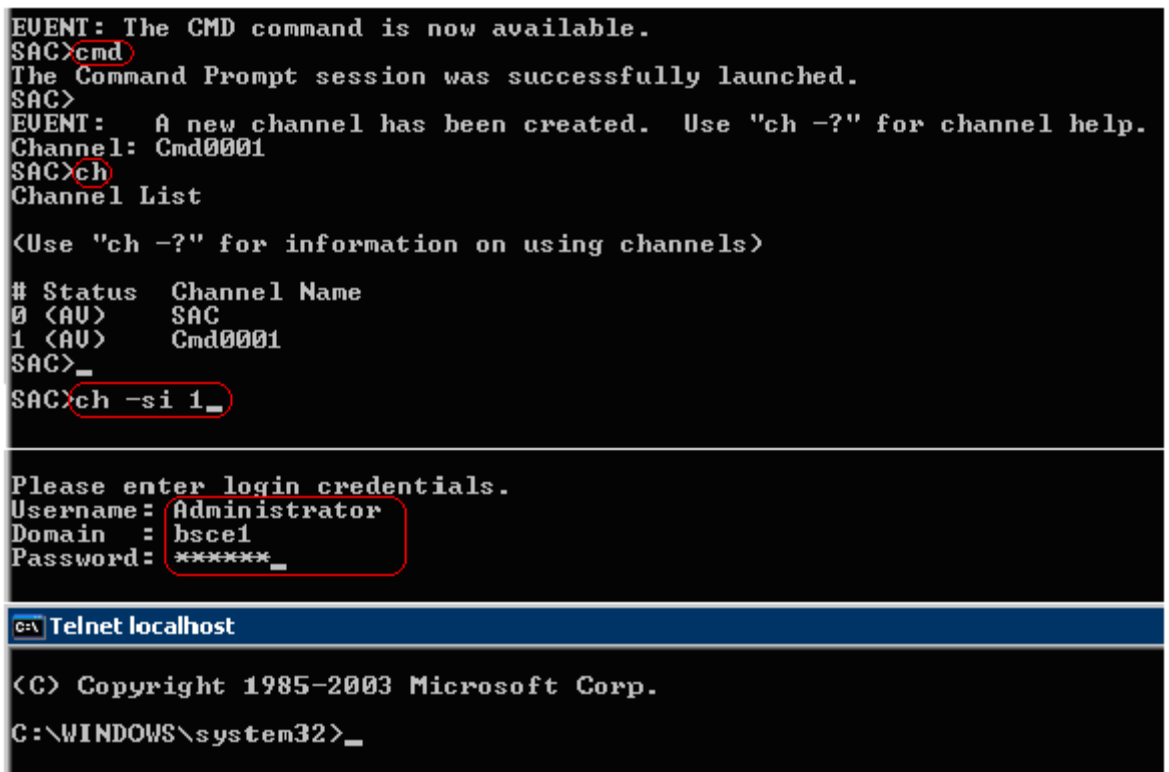 EVENT: The CMD command is now available.
SAC>cmd
The Command Prompt session was successfully launched.
SAC>
EVENT:   A new channel has been created.  Use "ch -?" for channel help.
Channel: Cmd0001
SAC>ch
Channel List
(Use "ch -?" for information on using channels)
# Status  Channel Name
0 (AV)    SAC
1 (AV)    Cmd0001
SAC>_
SAC>ch -si 1_
Please enter login credentials.
Username: Administrator
Domain  : bsce1
Password: ******_
C:\ Telnet localhost
(C) Copyright 1985-2003 Microsoft Corp.
C:\WINDOWS\system32>_